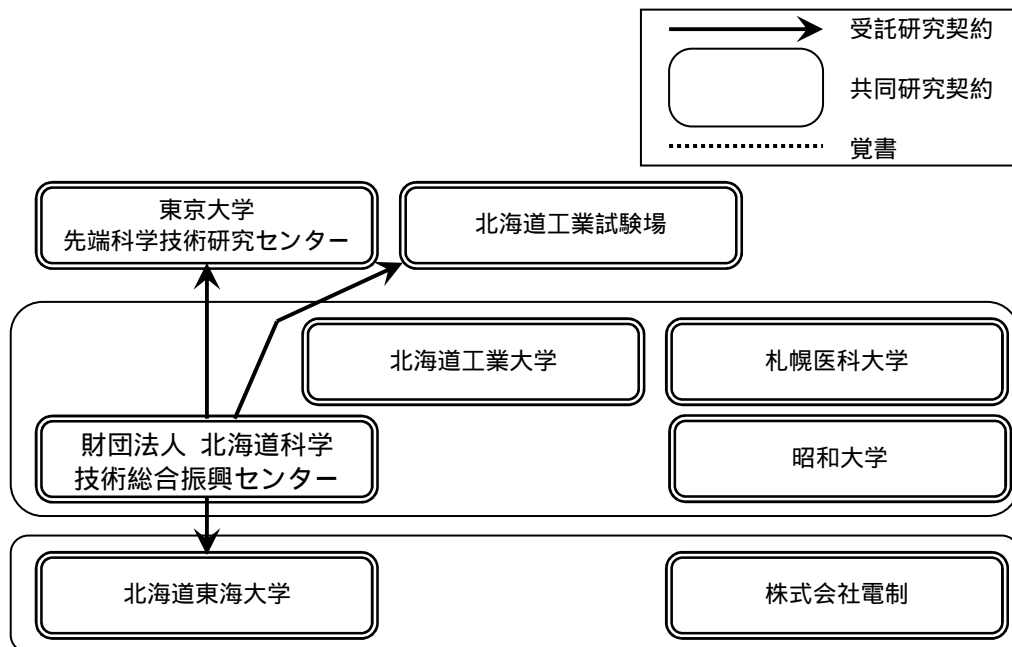 受託研究契約
共同研究契約
覚書
東京大学
先端科学技術研究センター
北海道工業試験場
北海道工業大学
札幌医科大学
財団法人 北海道科学
技術総合振興センター
昭和大学
北海道東海大学
株式会社電制